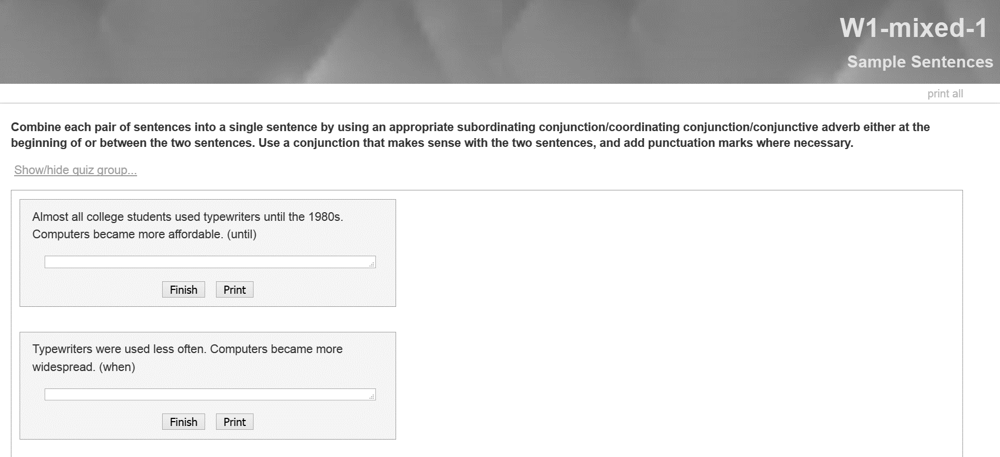 W1-mixed-1
Sample Sentences
print all
Combine each pair of sentences into a single sentence by using an appropriate subordinating conjunction/coordinating conjunction/conjunctive adverb either at the
beginning of or between the two sentences. Use a conjunction that makes sense with the two sentences, and add punctuation marks where necessary.
Show/hide quiz group...
Almost all college students used typewriters until the 1980s.
Computers became more affordable. (until)
Finish Print
Typewriters were used less often. Computers became more
widespread. (when)
Finish Print